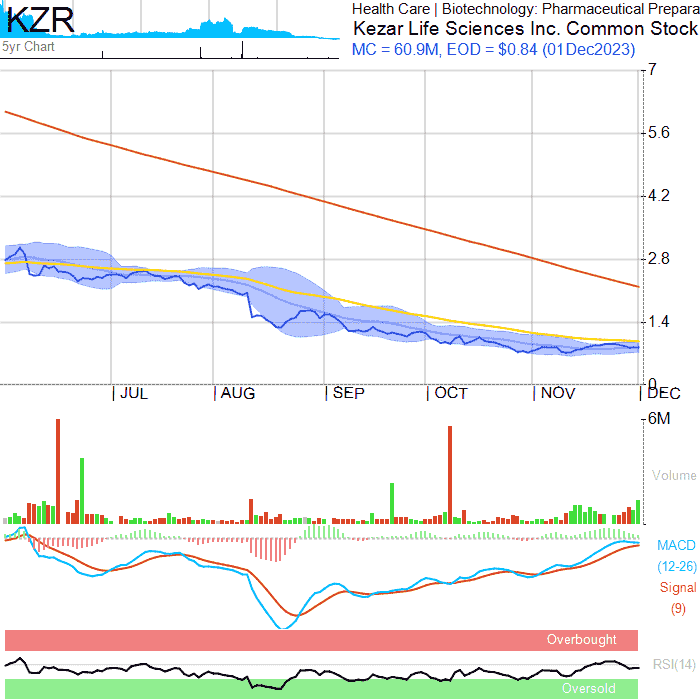 KZR
5yr Chart
Health Care | Biotechnology: Pharmaceutical Prepara
Kezar Life Sciences Inc. Common Stock
MC = 60.9M, EOD = $0.84 (01Dec2023)
7
5.6
4.2
2.8
1.4
0
JUL
AUG
SEP
OCT
NOV
DEC
6M
Volume
MACD
(12-26)
Signal
(9)
Overbought
RSI(14)
Oversold